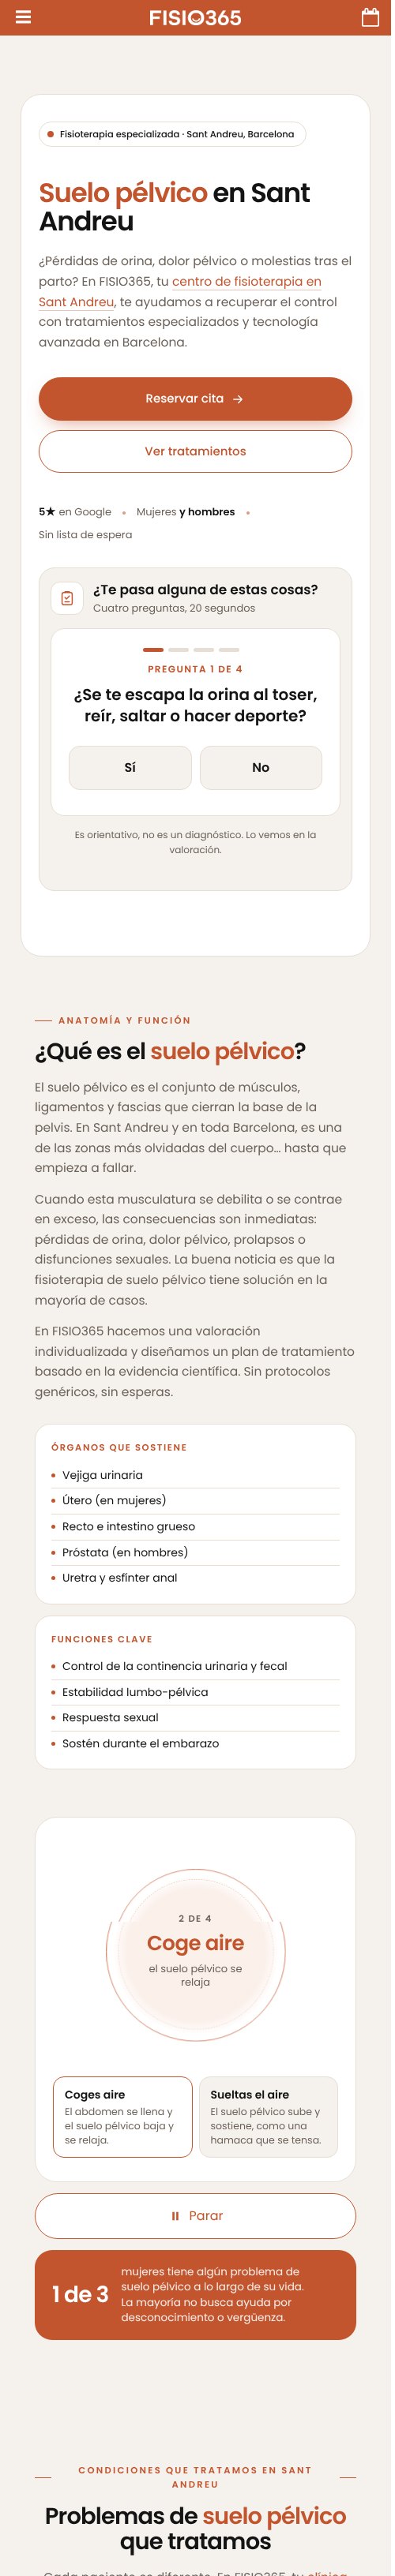 FISIO365
Fisioterapia especializada · Sant Andreu, Barcelona
Suelo pélvico en Sant
Andreu
¿Pérdidas de orina, dolor pélvico o molestias tras el
parto? En FISIO365, tu centro de fisioterapia en
Sant Andreu, te ayudamos a recuperar el control
con tratamientos especializados y tecnología
avanzada en Barcelona.
Reservar cita →
Ver tratamientos
5★ en Google • Mujeres y hombres •
Sin lista de espera
¿Te pasa alguna de estas cosas?
Cuatro preguntas, 20 segundos
PREGUNTA 1 DE 4
¿Se te escapa la orina al toser,
reír, saltar o hacer deporte?
Sí
No
Es orientativo, no es un diagnóstico. Lo vemos en la
valoración.
ANATOMÍA Y FUNCIÓN
¿Qué es el suelo pélvico?
El suelo pélvico es el conjunto de músculos,
ligamentos y fascias que cierran la base de la
pelvis. En Sant Andreu y en toda Barcelona, es una
de las zonas más olvidadas del cuerpo... hasta que
empieza a fallar.
Cuando esta musculatura se debilita o se contrae
en exceso, las consecuencias son inmediatas:
pérdidas de orina, dolor pélvico, prolapsos o
disfunciones sexuales. La buena noticia es que la
fisioterapia de suelo pélvico tiene solución en la
mayoría de casos.
En FISIO365 hacemos una valoración
individualizada y diseñamos un plan de tratamiento
basado en la evidencia científica. Sin protocolos
genéricos, sin esperas.
ÓRGANOS QUE SOSTIENE
• Vejiga urinaria
• Útero (en mujeres)
• Recto e intestino grueso
• Próstata (en hombres)
• Uretra y esfínter anal
FUNCIONES CLAVE
• Control de la continencia urinaria y fecal
• Estabilidad lumbo-pélvica
• Respuesta sexual
• Sostén durante el embarazo
2 DE 4
Coge aire
el suelo pélvico se
relaja
Coges aire
El abdomen se llena y
el suelo pélvico baja y
se relaja.
Sueltas el aire
El suelo pélvico sube y
sostiene, como una
hamaca que se tensa.
Parar
1 de 3
mujeres tiene algún problema de
suelo pélvico a lo largo de su vida.
La mayoría no busca ayuda por
desconocimiento o vergüenza.
CONDICIONES QUE TRATAMOS EN SANT
ANDREU
Problemas de suelo pélvico
que tratamos
Cada paciente es diferente. En FISIO365, tu clínica